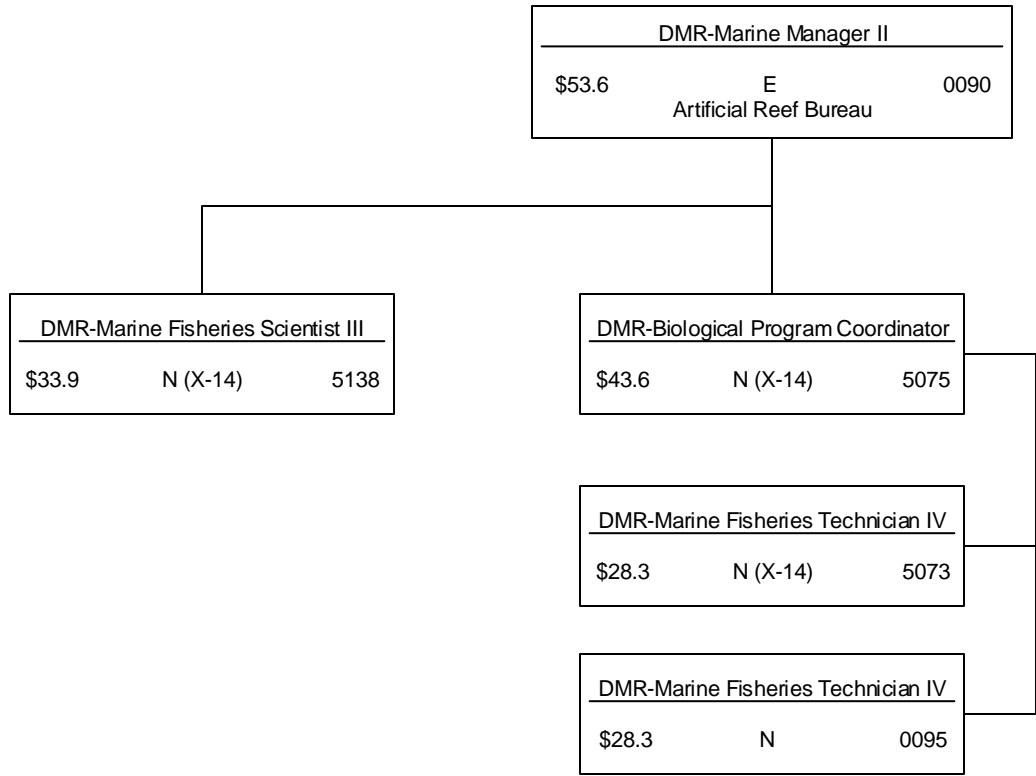 DMR-Marine Manager II
$53.6 E 0090
Artificial Reef Bureau
DMR-Marine Fisheries Scientist III
$33.9 N (X-14) 5138
DMR-Biological Program Coordinator
$43.6 N (X-14) 5075
DMR-Marine Fisheries Technician IV
$28.3 N (X-14) 5073
DMR-Marine Fisheries Technician IV
$28.3 N 0095